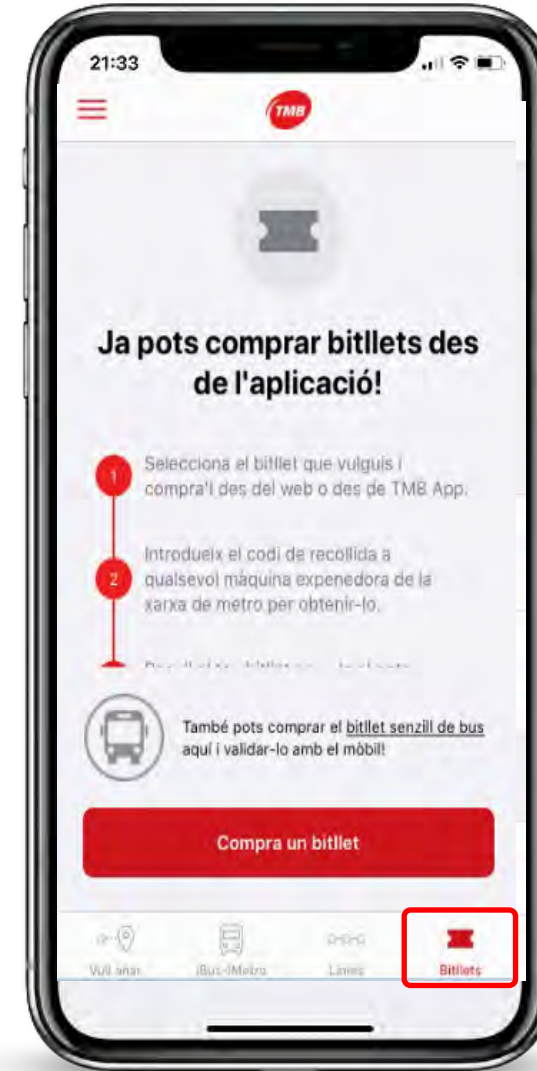 21:33
TMB
Ja pots comprar bitllets des
de l'aplicació!
1
Selecciona el bitllet que vulguis i
compra'l des del web o des de TMB App.
2
Introdueix el codi de recollida a
qualsevol màquina expenedora de la
xarxa de metro per obtenir-lo.
També pots comprar el bitllet senzill de bus
aquí i validar-lo amb el mòbil!
Compra un bitllet
Vull anar iBus-iMetro Línies Bitllets